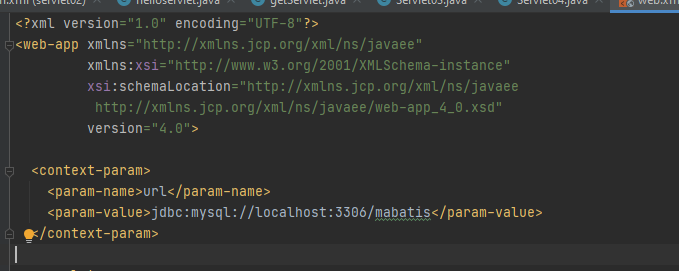 n.xml (servlet02) helloservlet.java getServlet.java Servlet03.java Servlet04.java web.xm
<?xml version="1.0" encoding="UTF-8"?>
<web-app xmlns="http://xmlns.jcp.org/xml/ns/javaee"
xmlns:xsi="http://www.w3.org/2001/XMLSchema-instance"
xsi:schemaLocation="http://xmlns.jcp.org/xml/ns/javaee
http://xmlns.jcp.org/xml/ns/javaee/web-app_4_0.xsd"
version="4.0">
<context-param>
<param-name>url</param-name>
<param-value>jdbc:mysql://localhost:3306/mabatis</param-value>
</context-param>